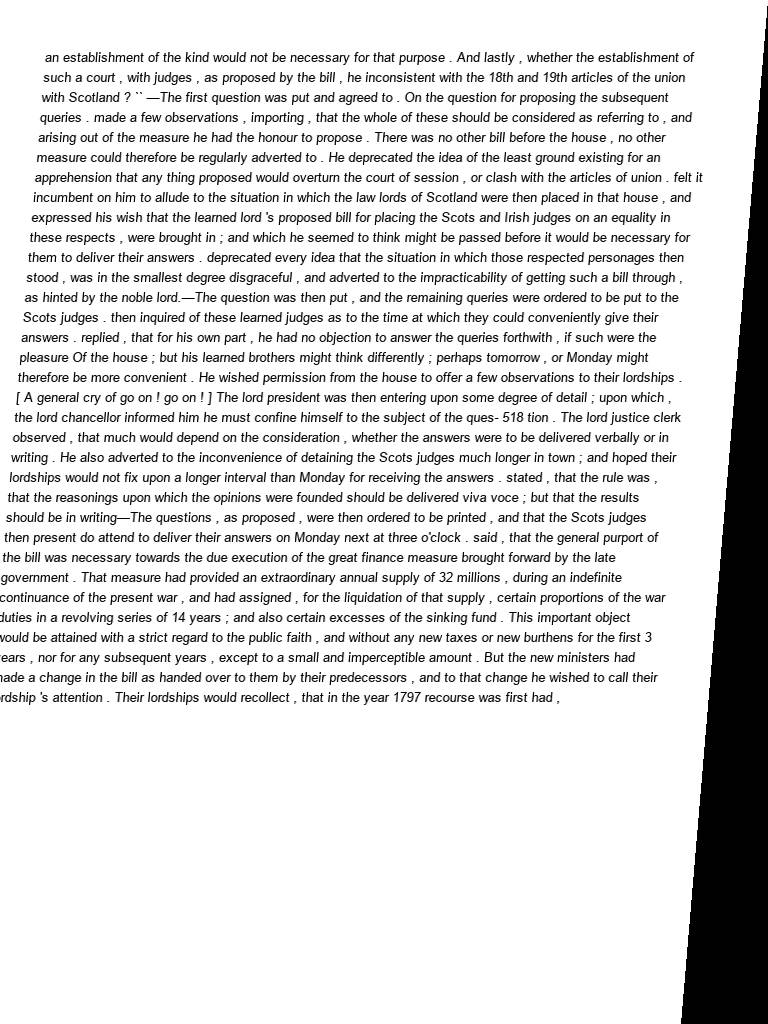 an establishment of the kind would not be necessary for that purpose . And lastly , whether the establishment of
such a court , with judges , as proposed by the bill , he inconsistent with the 18th and 19th articles of the union
with Scotland ? `` —The first question was put and agreed to . On the question for proposing the subsequent
queries . made a few observations , importing , that the whole of these should be considered as referring to , and
arising out of the measure he had the honour to propose . There was no other bill before the house , no other
measure could therefore be regularly adverted to . He deprecated the idea of the least ground existing for an
apprehension that any thing proposed would overturn the court of session , or clash with the articles of union . felt it
incumbent on him to allude to the situation in which the law lords of Scotland were then placed in that house , and
expressed his wish that the learned lord 's proposed bill for placing the Scots and Irish judges on an equality in
these respects , were brought in ; and which he seemed to think might be passed before it would be necessary for
them to deliver their answers . deprecated every idea that the situation in which those respected personages then
stood , was in the smallest degree disgraceful , and adverted to the impracticability of getting such a bill through ,
as hinted by the noble lord.—The question was then put , and the remaining queries were ordered to be put to the
Scots judges . then inquired of these learned judges as to the time at which they could conveniently give their
answers . replied , that for his own part , he had no objection to answer the queries forthwith , if such were the
pleasure Of the house ; but his learned brothers might think differently ; perhaps tomorrow , or Monday might
therefore be more convenient . He wished permission from the house to offer a few observations to their lordships .
[ A general cry of go on ! go on ! ] The lord president was then entering upon some degree of detail ; upon which ,
the lord chancellor informed him he must confine himself to the subject of the ques- 518 tion . The lord justice clerk
observed , that much would depend on the consideration , whether the answers were to be delivered verbally or in
writing . He also adverted to the inconvenience of detaining the Scots judges much longer in town ; and hoped their
lordships would not fix upon a longer interval than Monday for receiving the answers . stated , that the rule was ,
that the reasonings upon which the opinions were founded should be delivered viva voce ; but that the results
should be in writing—The questions , as proposed , were then ordered to be printed , and that the Scots judges
then present do attend to deliver their answers on Monday next at three o'clock . said , that the general purport of
the bill was necessary towards the due execution of the great finance measure brought forward by the late
government . That measure had provided an extraordinary annual supply of 32 millions , during an indefinite
continuance of the present war , and had assigned , for the liquidation of that supply , certain proportions of the war
duties in a revolving series of 14 years ; and also certain excesses of the sinking fund . This important object
would be attained with a strict regard to the public faith , and without any new taxes or new burthens for the first 3
years , nor for any subsequent years , except to a small and imperceptible amount . But the new ministers had
made a change in the bill as handed over to them by their predecessors , and to that change he wished to call their
lordship 's attention . Their lordships would recollect , that in the year 1797 recourse was first had ,